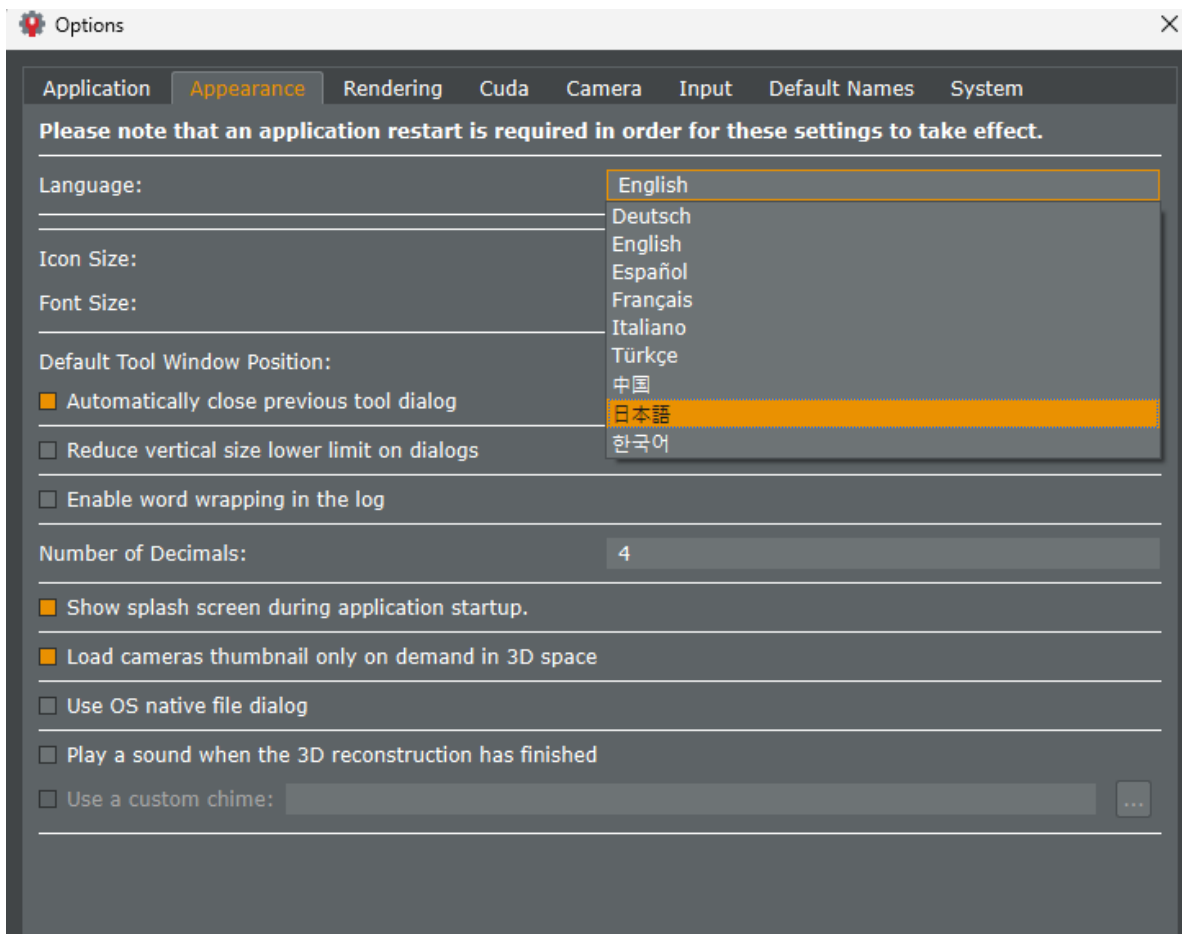 Options
Application Appearance Rendering Cuda Camera Input Default Names System
Please note that an application restart is required in order for these settings to take effect.
Language: English
Deutsch
English
Español
Français
Italiano
Türkçe
中国
日本語
한국어
Icon Size:
Font Size:
Default Tool Window Position:
Automatically close previous tool dialog
Reduce vertical size lower limit on dialogs
Enable word wrapping in the log
Number of Decimals: 4
Show splash screen during application startup.
Load cameras thumbnail only on demand in 3D space
Use OS native file dialog
Play a sound when the 3D reconstruction has finished
Use a custom chime: ...